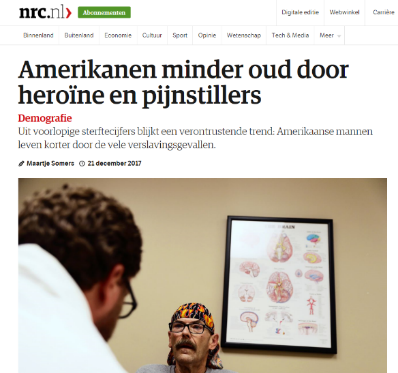 nrc.nl> Abonnementen Digitale editie Webwinkel Carrière
Binnenland Buitenland Economie Cultuur Sport Opinie Wetenschap Tech & Media Meer
Amerikanen minder oud door
heroïne en pijnstillers
Demografie
Uit voorlopige sterftecijfers blijkt een verontrustende trend: Amerikaanse mannen
leven korter door de vele verslavingsgevallen.
Maartje Somers 21 december 2017